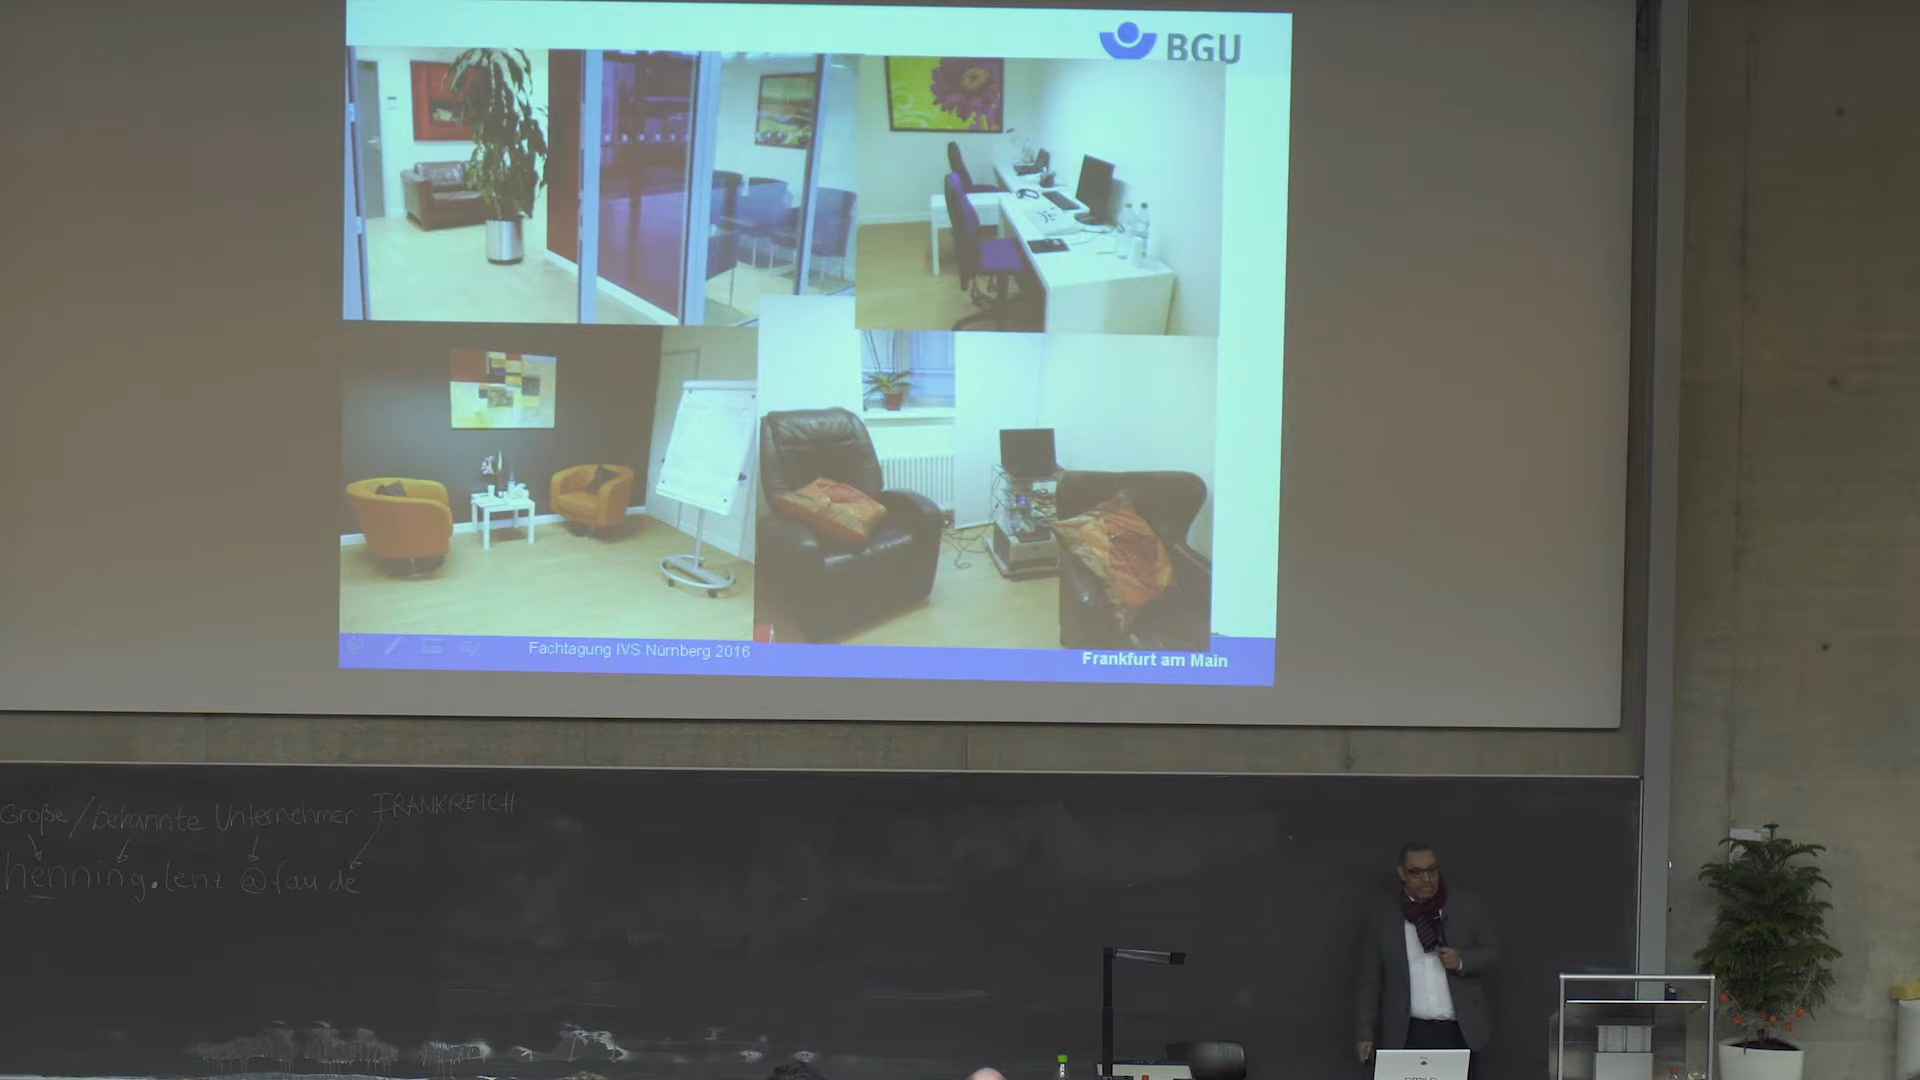 BGU
Fachtagung IVS Nürnberg 2016
Frankfurt am Main
Große/bekannte Unternehmer FRANKREICH
henning.lenz @fau.de